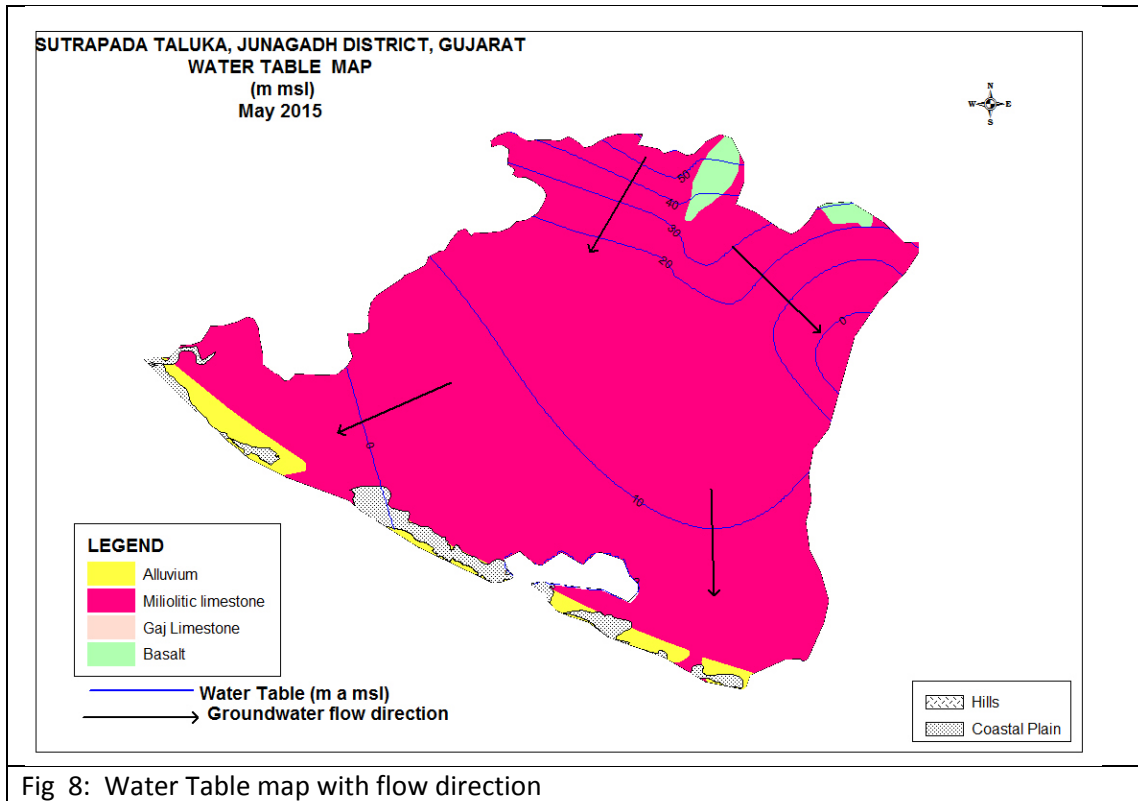 SUTRAPADA TALUKA, JUNAGADH DISTRICT, GUJARAT
WATER TABLE MAP
(m msl)
May 2015
N
W E
S
50
40
30
20
0
0
10
LEGEND
Alluvium
Miliolitic limestone
Gaj Limestone
Basalt
Water Table (m a msl)
Groundwater flow direction
Hills
Coastal Plain
Fig 8: Water Table map with flow direction